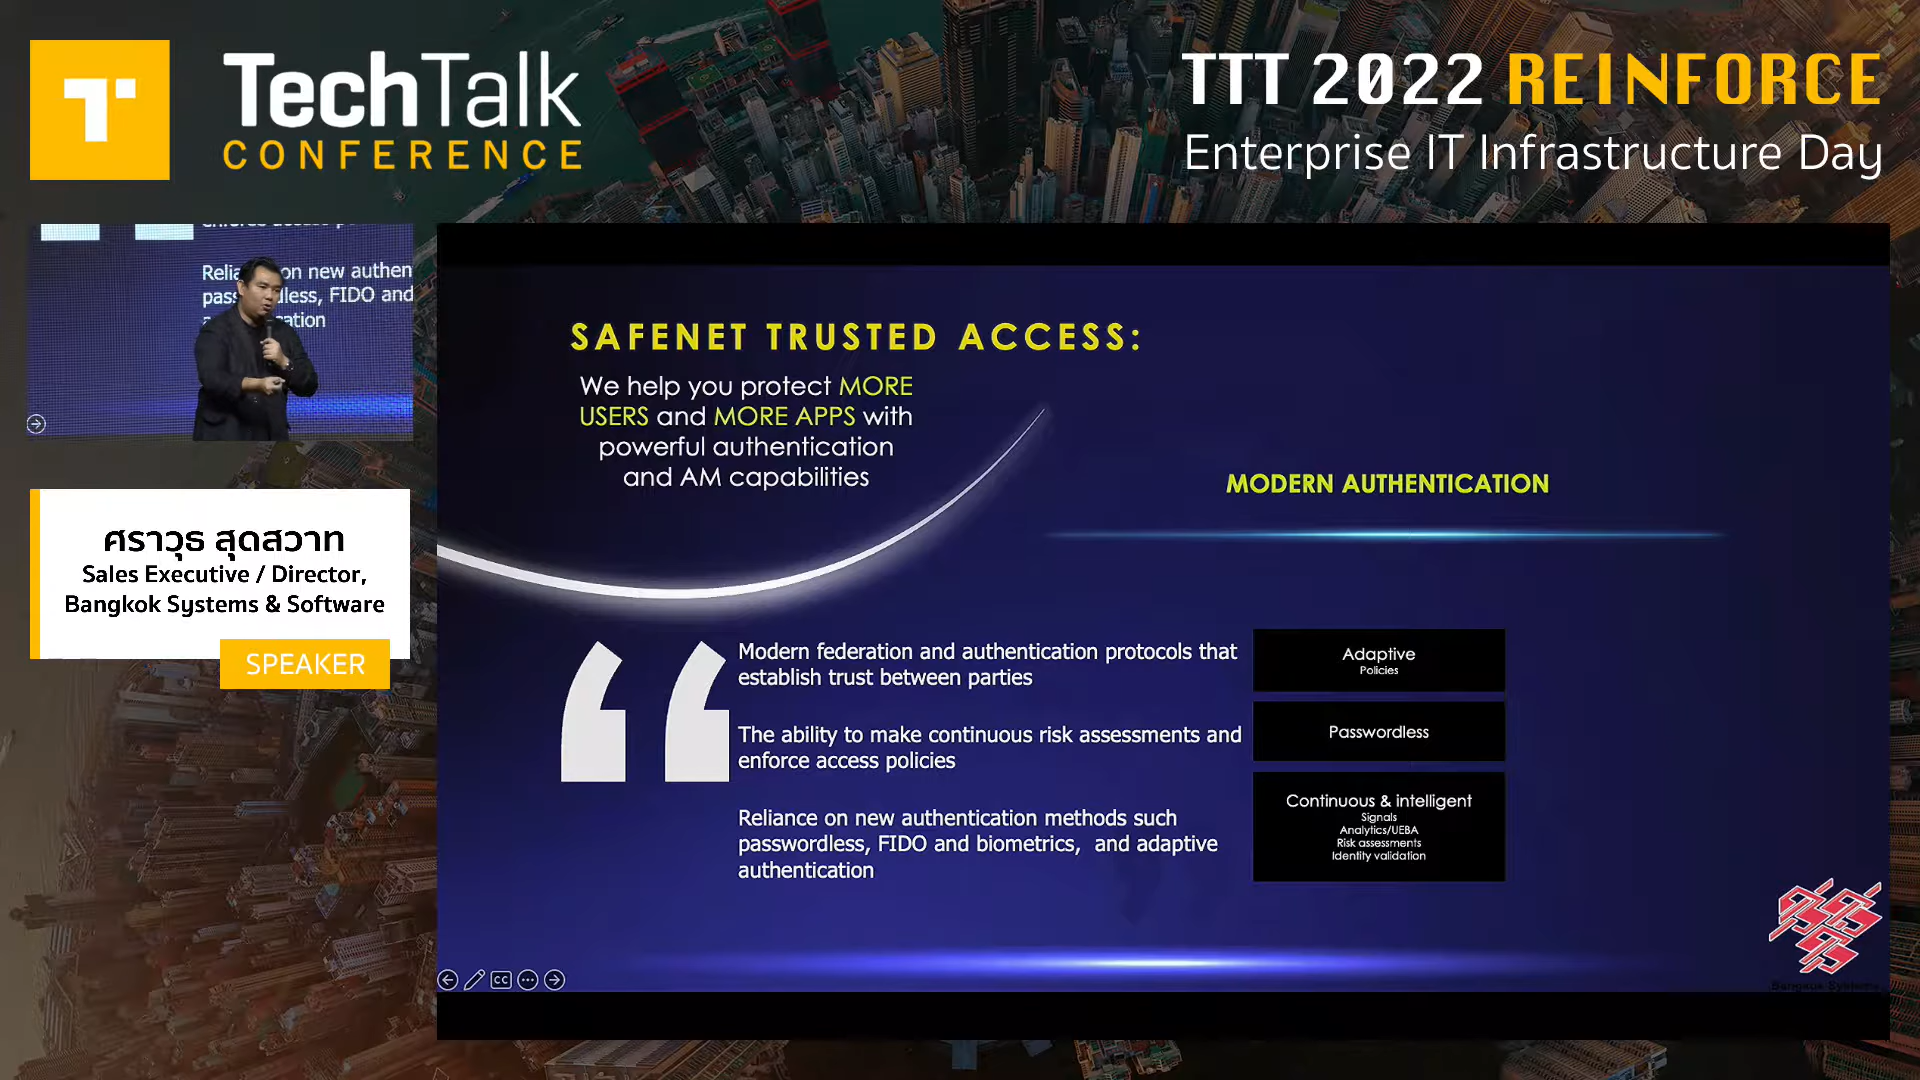 TechTalk
CONFERENCE
TTT 2022 REINFORCE
Enterprise IT Infrastructure Day
on new authen
less, FIDO and
ศราวุธ สุดสวาท
Sales Executive / Director,
Bangkok Systems & Software
SPEAKER
SAFENET TRUSTED ACCESS:
We help you protect MORE
USERS and MORE APPS with
powerful authentication
and AM capabilities
MODERN AUTHENTICATION
Modern federation and authentication protocols that
establish trust between parties
The ability to make continuous risk assessments and
enforce access policies
Reliance on new authentication methods such
passwordless, FIDO and biometrics, and adaptive
authentication
Adaptive
Policies
Passwordless
Continuous & intelligent
Signals
Analytics/UEBA
Risk assessments
Identity validation
CC
Bangkok Systems